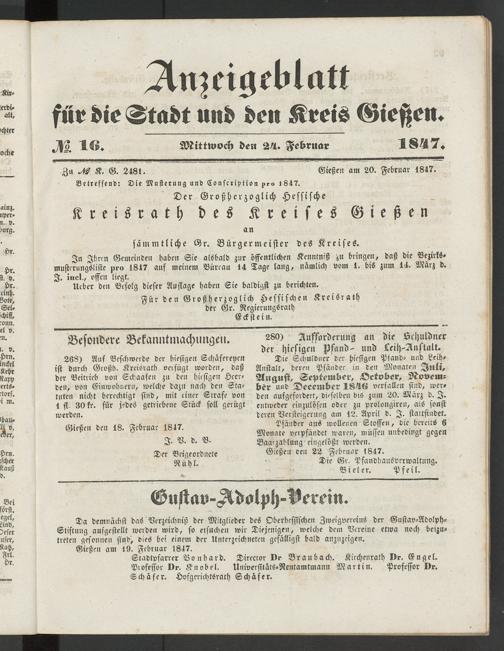 Anzeigeblatt
für die Stadt und den Kreis Gießen.
№ 16. Mittwoch den 24. Februar 1847.
Zu № K. G. 2481. Gießen am 20. Februar 1847.
Betreffend: Die Musterung und Conscription pro 1847.
Der Großherzoglich Hessische
Kreisrath des Kreises Gießen
an
sämmtliche Gr. Bürgermeister des Kreises.
In Ihren Gemeinden haben Sie alsbald zur öffentlichen Kenntniß zu bringen, daß die Bezirks-
musterungsliste pro 1847 auf meinem Büreau 14 Tage lang, nämlich vom 1. bis zum 14. März d.
J. incl., offen liegt.
Ueber den Befolg dieser Auflage haben Sie baldigst zu berichten.
Für den Großherzoglich Hessischen Kreisrath
der Gr. Regierungsrath
Eckstein.
Besondere Bekanntmachungen.
268) Auf Beschwerde der hiesigen Schäfereyen
ist durch Großh. Kreisrath verfügt worden, daß
der Beitrieb von Schaafen zu den hiesigen Heer-
den, von Einwohnern, welche dazu nach den Sta-
tuten nicht berechtigt sind, mit einer Strafe von
1 fl. 30 kr. für jedes getriebene Stück soll gerügt
werden.
Gießen den 18. Februar 1847.
J. V. d. B.
Der Beigeordnete
Rühl.
280) Aufforderung an die Schuldner
der hiesigen Pfand- und Leih-Anstalt.
Die Schuldner der hiesigen Pfand- und Leih-
Anstalt, deren Pfänder in den Monaten Juli,
August, September, October, Novem-
ber und December 1846 verfallen sind, wer-
den aufgefordert, dieselben bis zum 20. März d. J.
entweder einzulösen oder zu prolongiren, als sonst
deren Versteigerung am 12. April d. J. stattfindet.
Pfänder aus wollenen Stoffen, die bereits 6
Monate verpfändet waren, müssen unbedingt gegen
Baarzahlung eingelößt werden.
Gießen den 22 Februar 1847.
Die Gr. Pfandhausverwaltung.
Bieler. Pfeil.
Gustav-Adolph-Verein.
Da demnächst das Verzeichniß der Mitglieder des Oberhessischen Zweigvereins der Gustav-Adolph-
Stiftung aufgestellt werden wird, so ersuchen wir Diejenigen, welche dem Vereine etwa noch beizu-
treten gesonnen sind, dies bei einem der Unterzeichneten gefälligst bald anzuzeigen.
Gießen am 19. Februar 1847.
Stadtpfarrer Bonhard. Director Dr Braubach. Kirchenrath Dr. Engel.
Professor Dr. Knobel. Universitäts-Rentamtmann Martin. Professor Dr.
Schäfer. Hofgerichtsrath Schäfer.